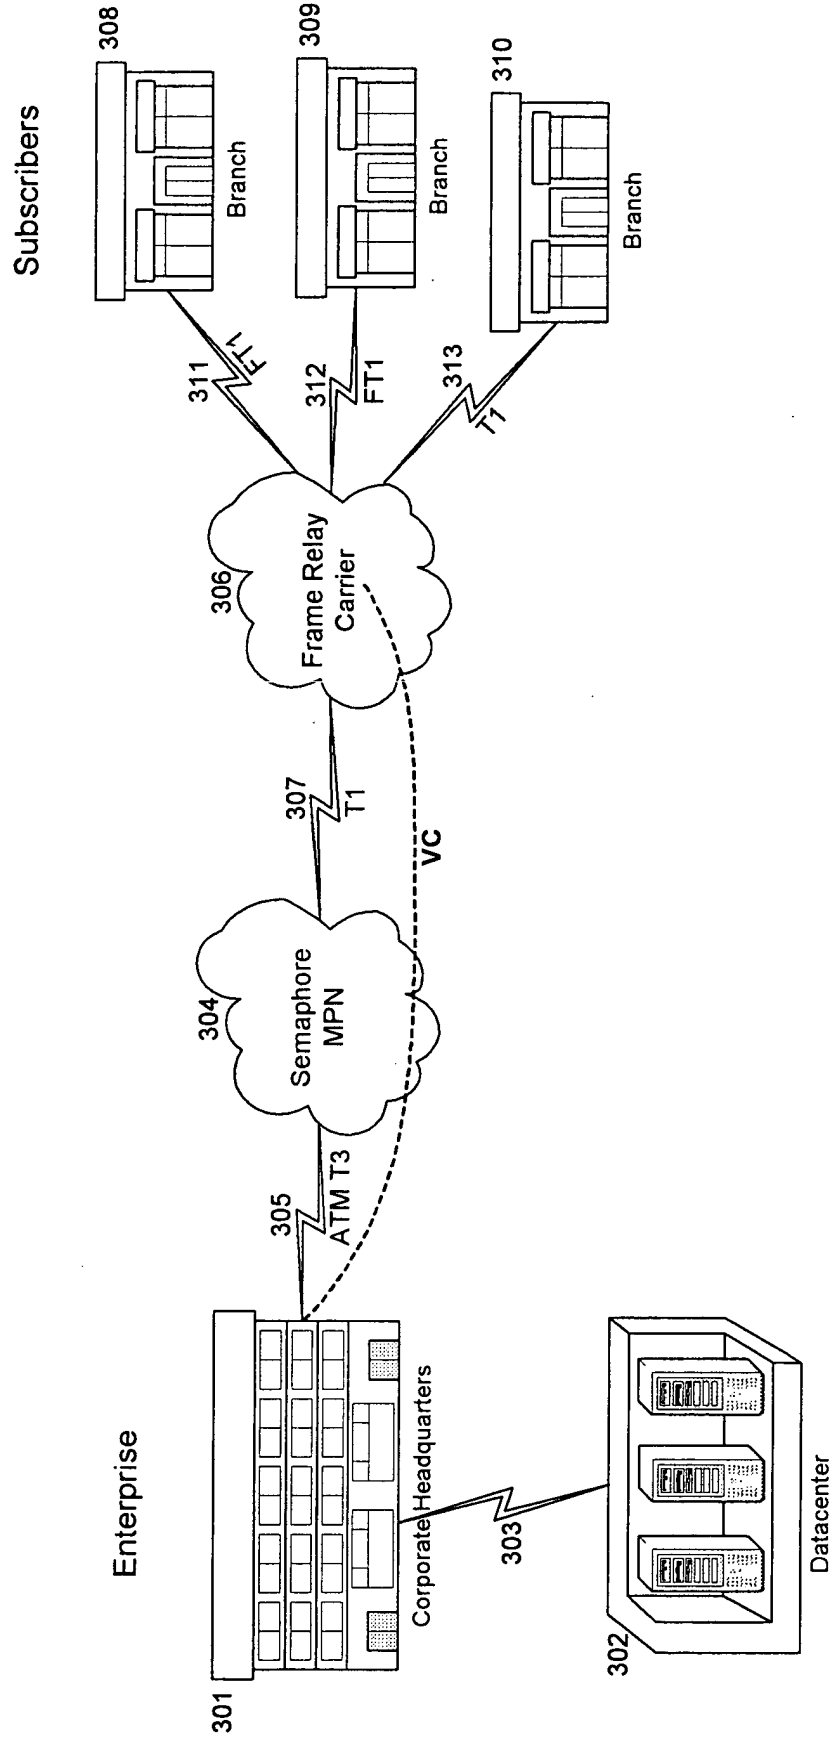 Enterprise
Subscribers
301
Corporate Headquarters
302
Datacenter
303
305
ATM T3
304
Semaphore
MPN
307
T1
VC
306
Frame Relay
Carrier
311
FT1
312
FT1
313
T1
308
Branch
309
Branch
310
Branch